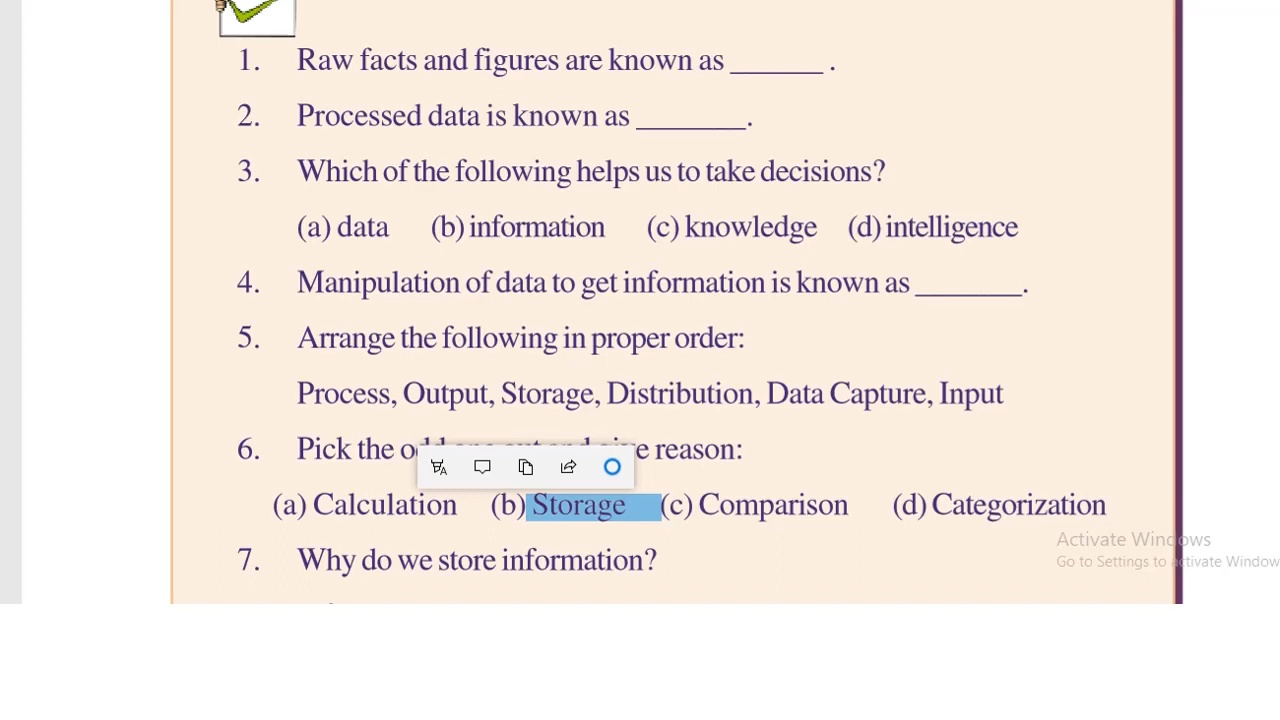 1. Raw facts and figures are known as ______ .
2. Processed data is known as _______.
3. Which of the following helps us to take decisions?
(a) data (b) information (c) knowledge (d) intelligence
4. Manipulation of data to get information is known as _______.
5. Arrange the following in proper order:
Process, Output, Storage, Distribution, Data Capture, Input
6. Pick the reason:
(a) Calculation (b) Storage (c) Comparison (d) Categorization
Activate Windows
7. Why do we store information?
Go to Settings to activate Window